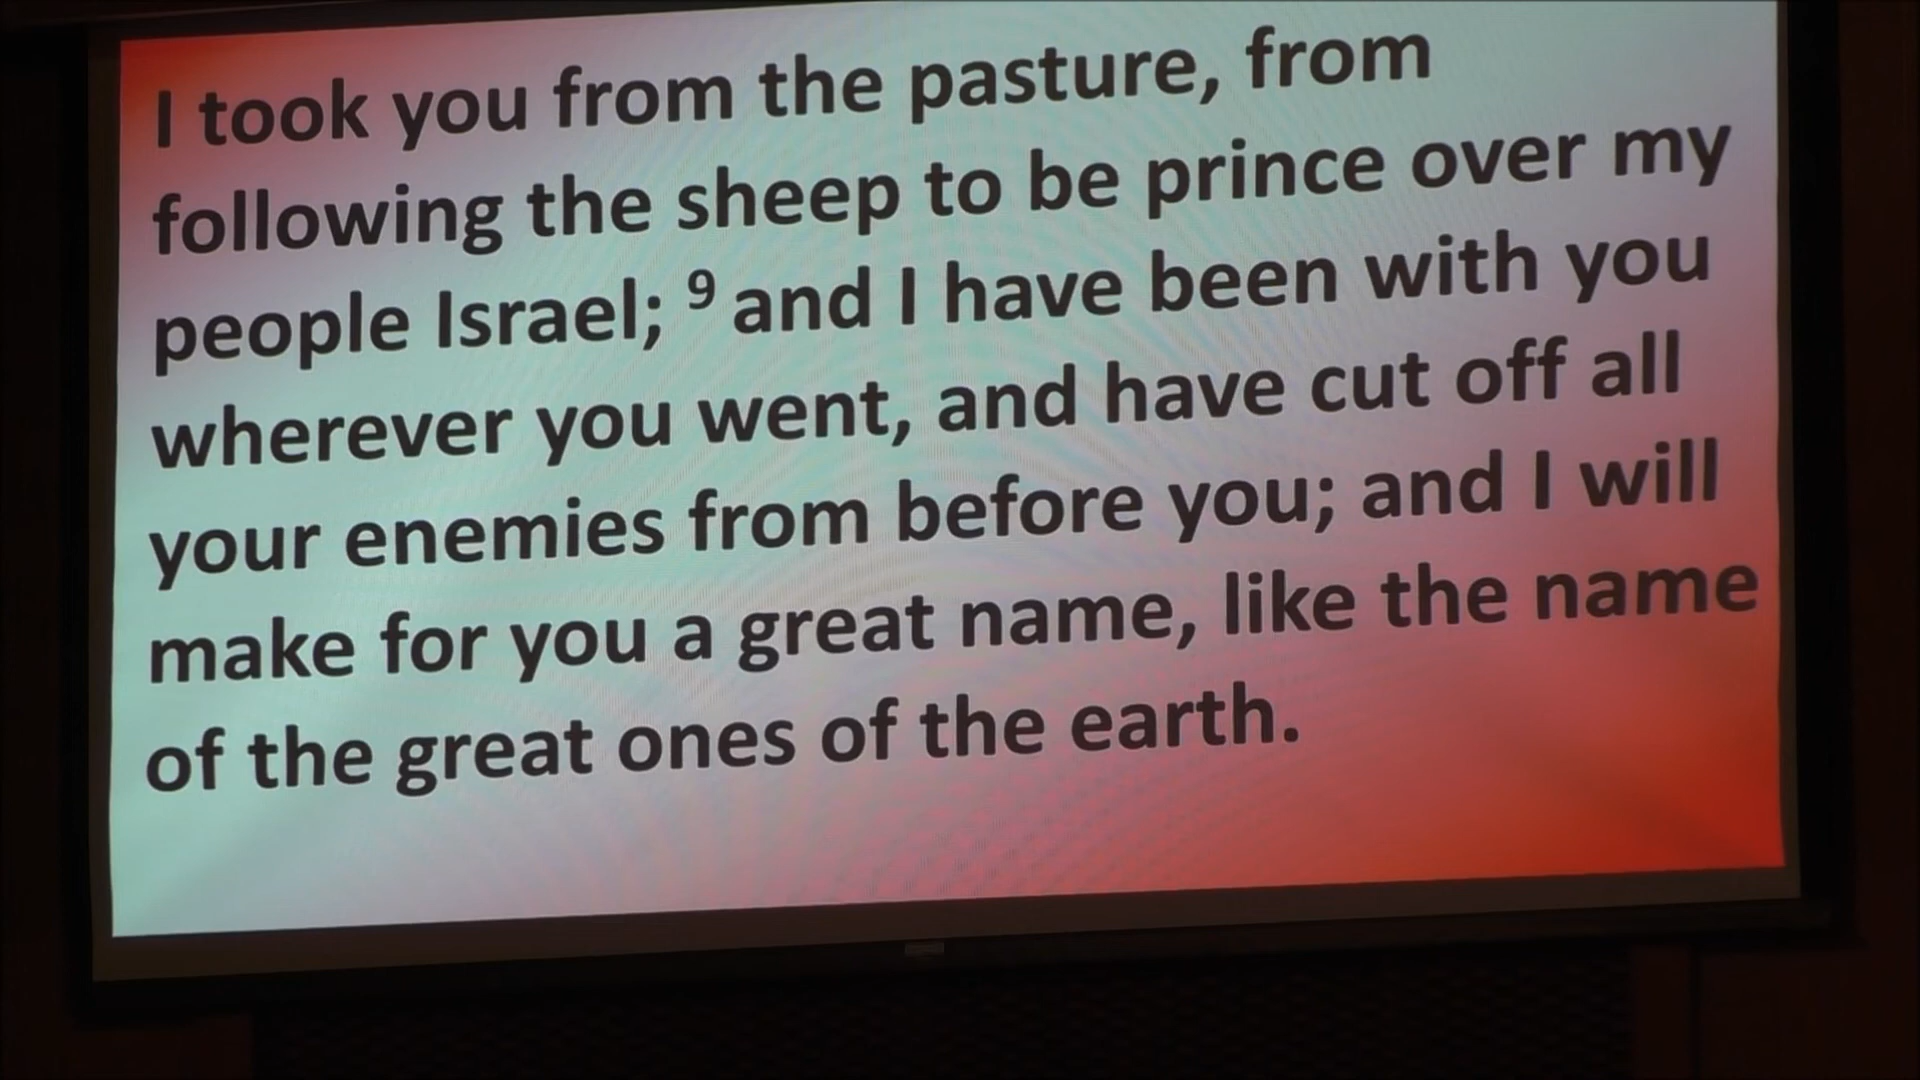 I took you from the pasture, from
following the sheep to be prince over my
people Israel; 9 and I have been with you
wherever you went, and have cut off all
your enemies from before you; and I will
make for you a great name, like the name
of the great ones of the earth.